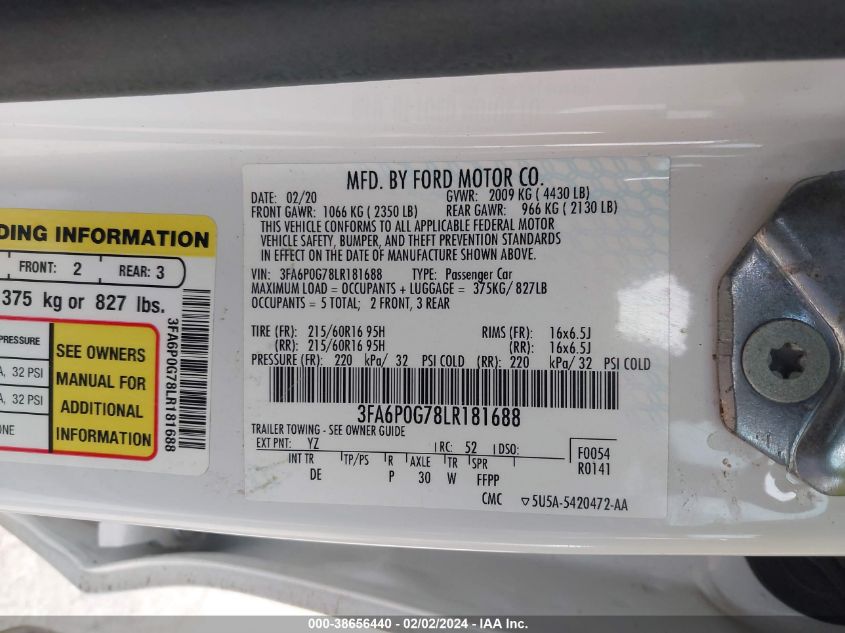 MFD. BY FORD MOTOR CO.
DATE: 02/20 GVWR: 2009 KG ( 4430 LB)
FRONT GAWR: 1066 KG ( 2350 LB) REAR GAWR: 966 KG ( 2130 LB)
THIS VEHICLE CONFORMS TO ALL APPLICABLE FEDERAL MOTOR
VEHICLE SAFETY, BUMPER, AND THEFT PREVENTION STANDARDS
IN EFFECT ON THE DATE OF MANUFACTURE SHOWN ABOVE.
VIN: 3FA6P0G78LR181688 TYPE: Passenger Car
MAXIMUM LOAD = OCCUPANTS + LUGGAGE = 375KG/ 827LB
OCCUPANTS = 5 TOTAL; 2 FRONT, 3 REAR
TIRE (FR): 215/60R16 95H RIMS (FR): 16x6.5J
(RR): 215/60R16 95H (RR): 16x6.5J
PRESSURE (FR): 220 kPa/ 32 PSI COLD (RR): 220 kPa/ 32 PSI COLD
3FA6P0G78LR181688
TRAILER TOWING - SEE OWNER GUIDE
EXT PNT: YZ RC: 52 DSO: F0054
INT TR TP/PS R AXLE TR SPR R0141
DE P 30 W FFPP
CMC ▽5U5A-5420472-AA
DING INFORMATION
FRONT: 2 REAR: 3
375 kg or 827 lbs.
PRESSURE
A, 32 PSI
A, 32 PSI
ONE
SEE OWNERS
MANUAL FOR
ADDITIONAL
INFORMATION
3FA6P0G78LR181688
000-38656440 - 02/02/2024 - IAAI.COM